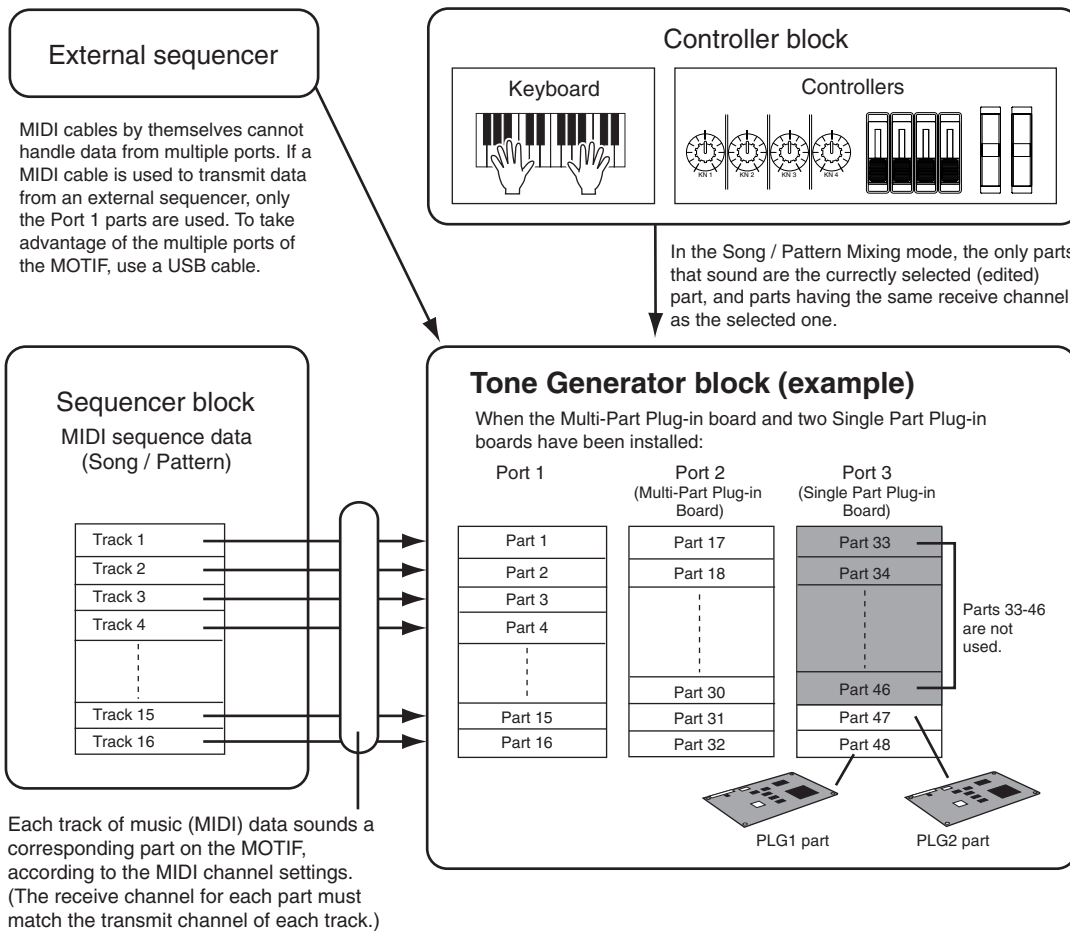 External sequencer
MIDI cables by themselves cannot
handle data from multiple ports. If a
MIDI cable is used to transmit data
from an external sequencer, only
the Port 1 parts are used. To take
advantage of the multiple ports of
the MOTIF, use a USB cable.
Controller block
Keyboard
Controllers
KN 1
KN 2
KN 3
KN 4
In the Song / Pattern Mixing mode, the only parts
that sound are the currectly selected (edited)
part, and parts having the same receive channel
as the selected one.
Sequencer block
MIDI sequence data
(Song / Pattern)
Track 1
Track 2
Track 3
Track 4
Track 15
Track 16
Each track of music (MIDI) data sounds a
corresponding part on the MOTIF,
according to the MIDI channel settings.
(The receive channel for each part must
match the transmit channel of each track.)
Tone Generator block (example)
When the Multi-Part Plug-in board and two Single Part Plug-in
boards have been installed:
Port 1
Part 1
Part 2
Part 3
Part 4
Part 15
Part 16
Port 2
(Multi-Part Plug-in
Board)
Part 17
Part 18
Part 30
Part 31
Part 32
Port 3
(Single Part Plug-in
Board)
Part 33
Part 34
Part 46
Part 47
Part 48
Parts 33-46
are not
used.
PLG1 part
PLG2 part